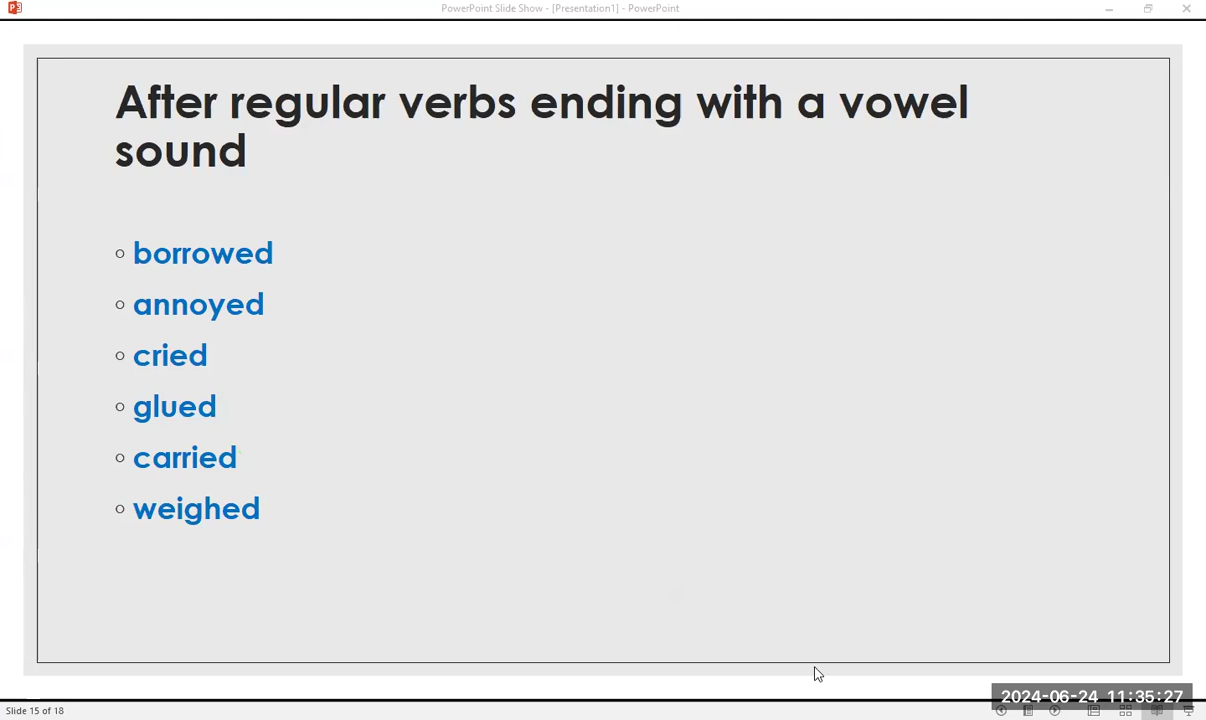 PowerPoint Slide Show - [Presentation1] - PowerPoint
After regular verbs ending with a vowel
sound
borrowed
annoyed
cried
glued
carried
weighed
2024-06-24 11:35:27
Slide 15 of 18